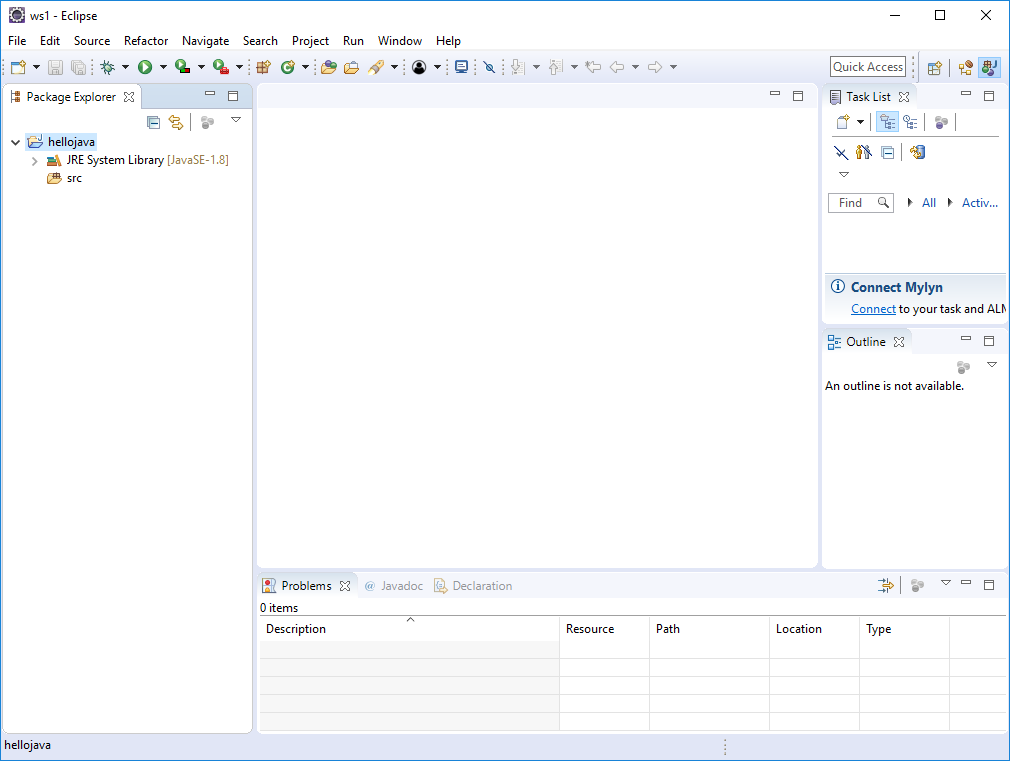 ws1 - Eclipse
File Edit Source Refactor Navigate Search Project Run Window Help
Quick Access
Package Explorer
hellojava
JRE System Library [JavaSE-1.8]
src
Task List
Find All Activ...
Connect Mylyn
Connect to your task and ALM
Outline
An outline is not available.
Problems @ Javadoc Declaration
0 items
Description Resource Path Location Type
hellojava